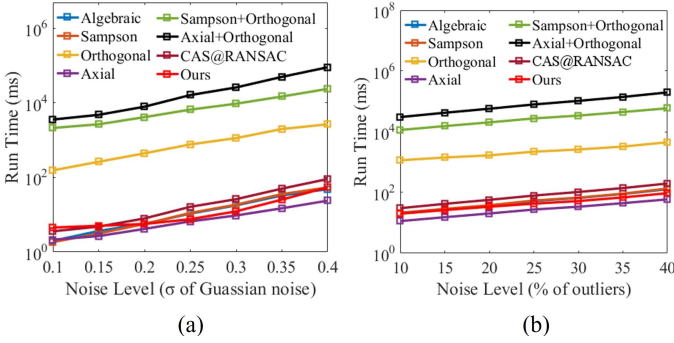 Run Time (ms)
10^6
10^4
10^2
10^0
Algebraic
Sampson
Orthogonal
Axial
Sampson+Orthogonal
Axial+Orthogonal
CAS@RANSAC
Ours
0.1 0.15 0.2 0.25 0.3 0.35 0.4
Noise Level (σ of Guassian noise)
(a)
Run Time (ms)
10^8
10^6
10^4
10^2
10^0
Algebraic
Sampson
Orthogonal
Axial
Sampson+Orthogonal
Axial+Orthogonal
CAS@RANSAC
Ours
10 15 20 25 30 35 40
Noise Level (% of outliers)
(b)